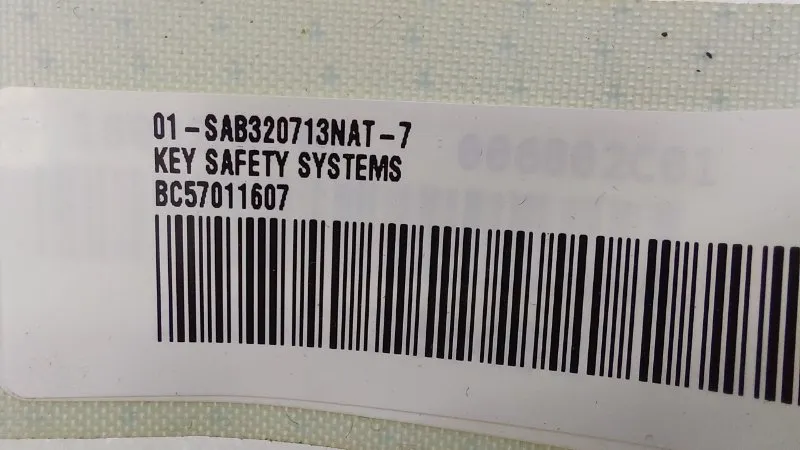 01-SAB320713NAT-7
KEY SAFETY SYSTEMS
BC57011607